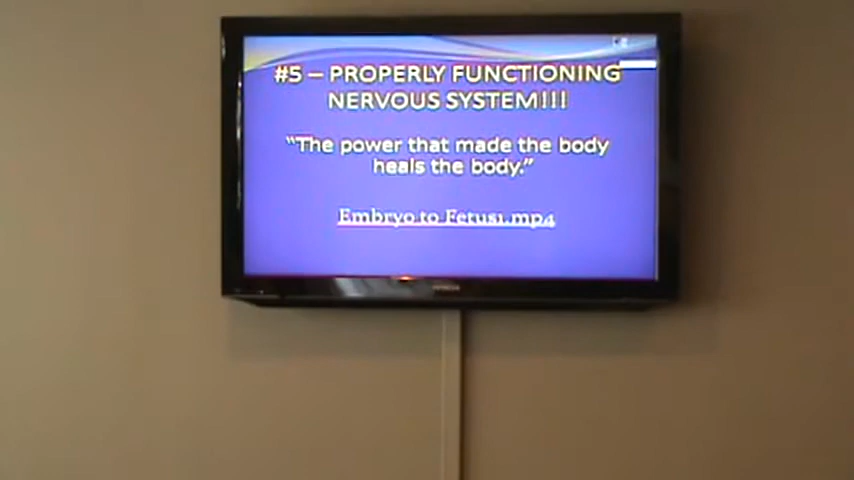 #5 – PROPERLY FUNCTIONING
NERVOUS SYSTEM!!!
“The power that made the body
heals the body.”
Embryo to Fetus1.mp4